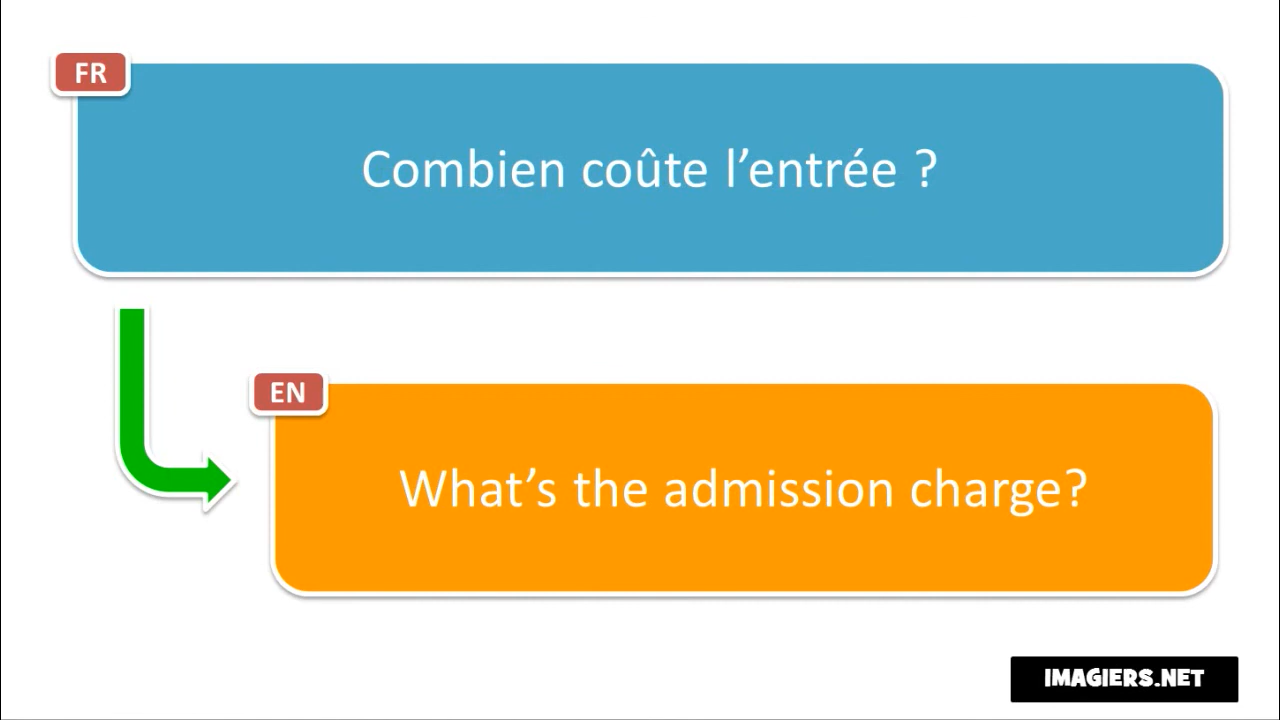 FR
Combien coûte l’entrée ?
EN
What’s the admission charge?
IMAGIERS.NET